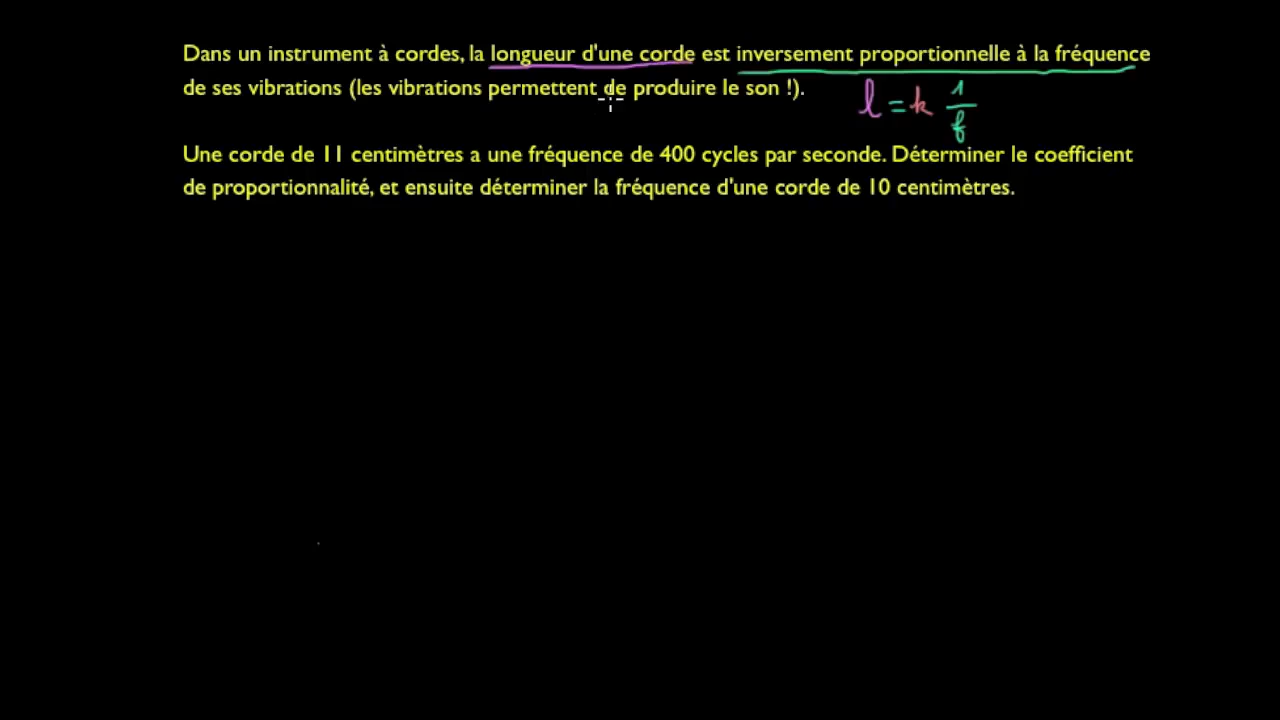 Dans un instrument à cordes, la longueur d'une corde est inversement proportionnelle à la fréquence
de ses vibrations (les vibrations permettent de produire le son !).
l = k 1/f
Une corde de 11 centimètres a une fréquence de 400 cycles par seconde. Déterminer le coefficient
de proportionnalité, et ensuite déterminer la fréquence d'une corde de 10 centimètres.